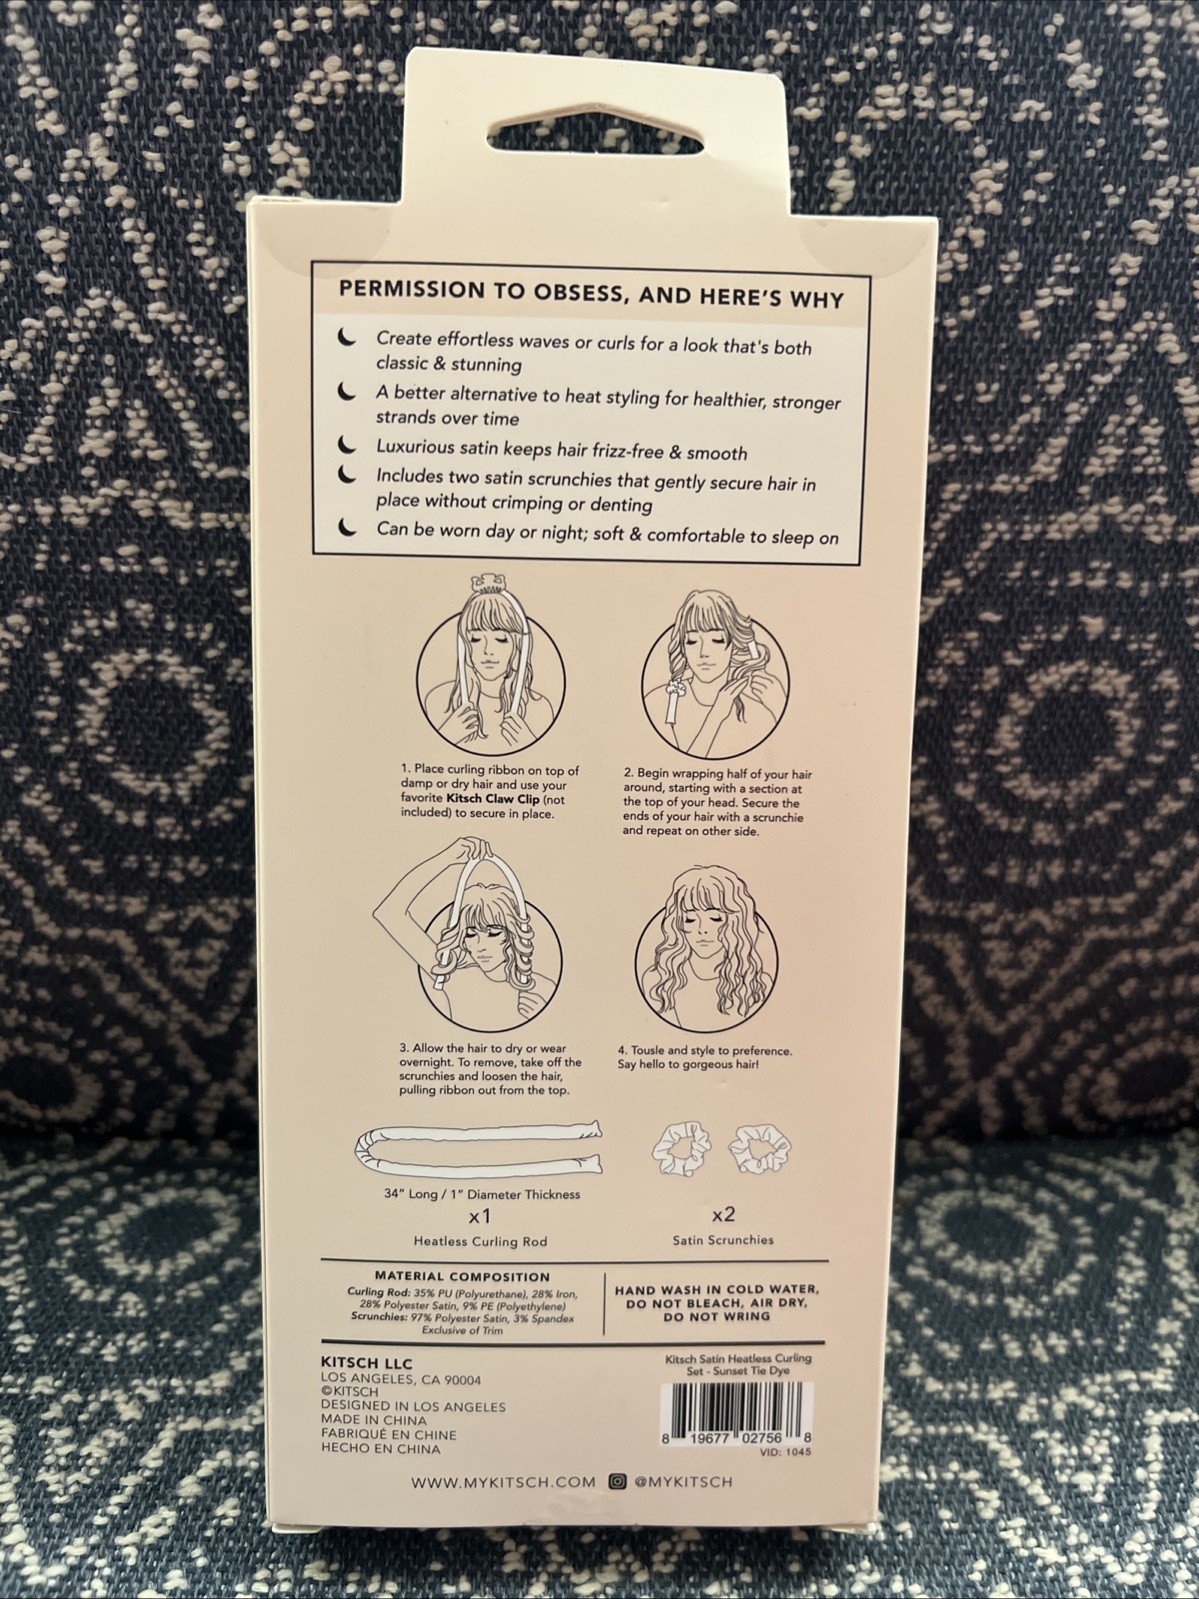 PERMISSION TO OBSESS, AND HERE'S WHY
Create effortless waves or curls for a look that's both
classic & stunning
A better alternative to heat styling for healthier, stronger
strands over time
Luxurious satin keeps hair frizz-free & smooth
Includes two satin scrunchies that gently secure hair in
place without crimping or denting
Can be worn day or night; soft & comfortable to sleep on
1. Place curling ribbon on top of
damp or dry hair and use your
favorite Kitsch Claw Clip (not
included) to secure in place.
2. Begin wrapping half of your hair
around, starting with a section at
the top of your head. Secure the
ends of your hair with a scrunchie
and repeat on other side.
3. Allow the hair to dry or wear
overnight. To remove, take off the
scrunchies and loosen the hair,
pulling ribbon out from the top.
4. Tousle and style to preference.
Say hello to gorgeous hair!
34" Long / 1" Diameter Thickness
x1
Heatless Curling Rod
x2
Satin Scrunchies
MATERIAL COMPOSITION
Curling Rod: 35% PU (Polyurethane), 28% Iron,
28% Polyester Satin, 9% PE (Polyethylene)
Scrunchies: 97% Polyester Satin, 3% Spandex
Exclusive of Trim
HAND WASH IN COLD WATER,
DO NOT BLEACH, AIR DRY,
DO NOT WRING
KITSCH LLC
LOS ANGELES, CA 90004
©KITSCH
DESIGNED IN LOS ANGELES
MADE IN CHINA
FABRIQUÉ EN CHINE
HECHO EN CHINA
Kitsch Satin Heatless Curling
Set - Sunset Tie Dye
8 19677 02756 8
VID: 1045
WWW.MYKITSCH.COM @MYKITSCH